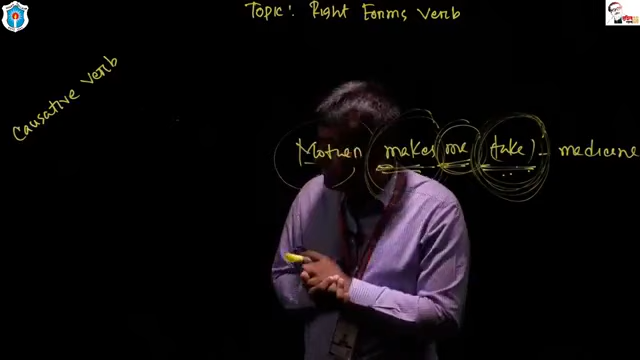 Topic: Right Forms Verb
Causative verb
Mother makes me (take) medicine